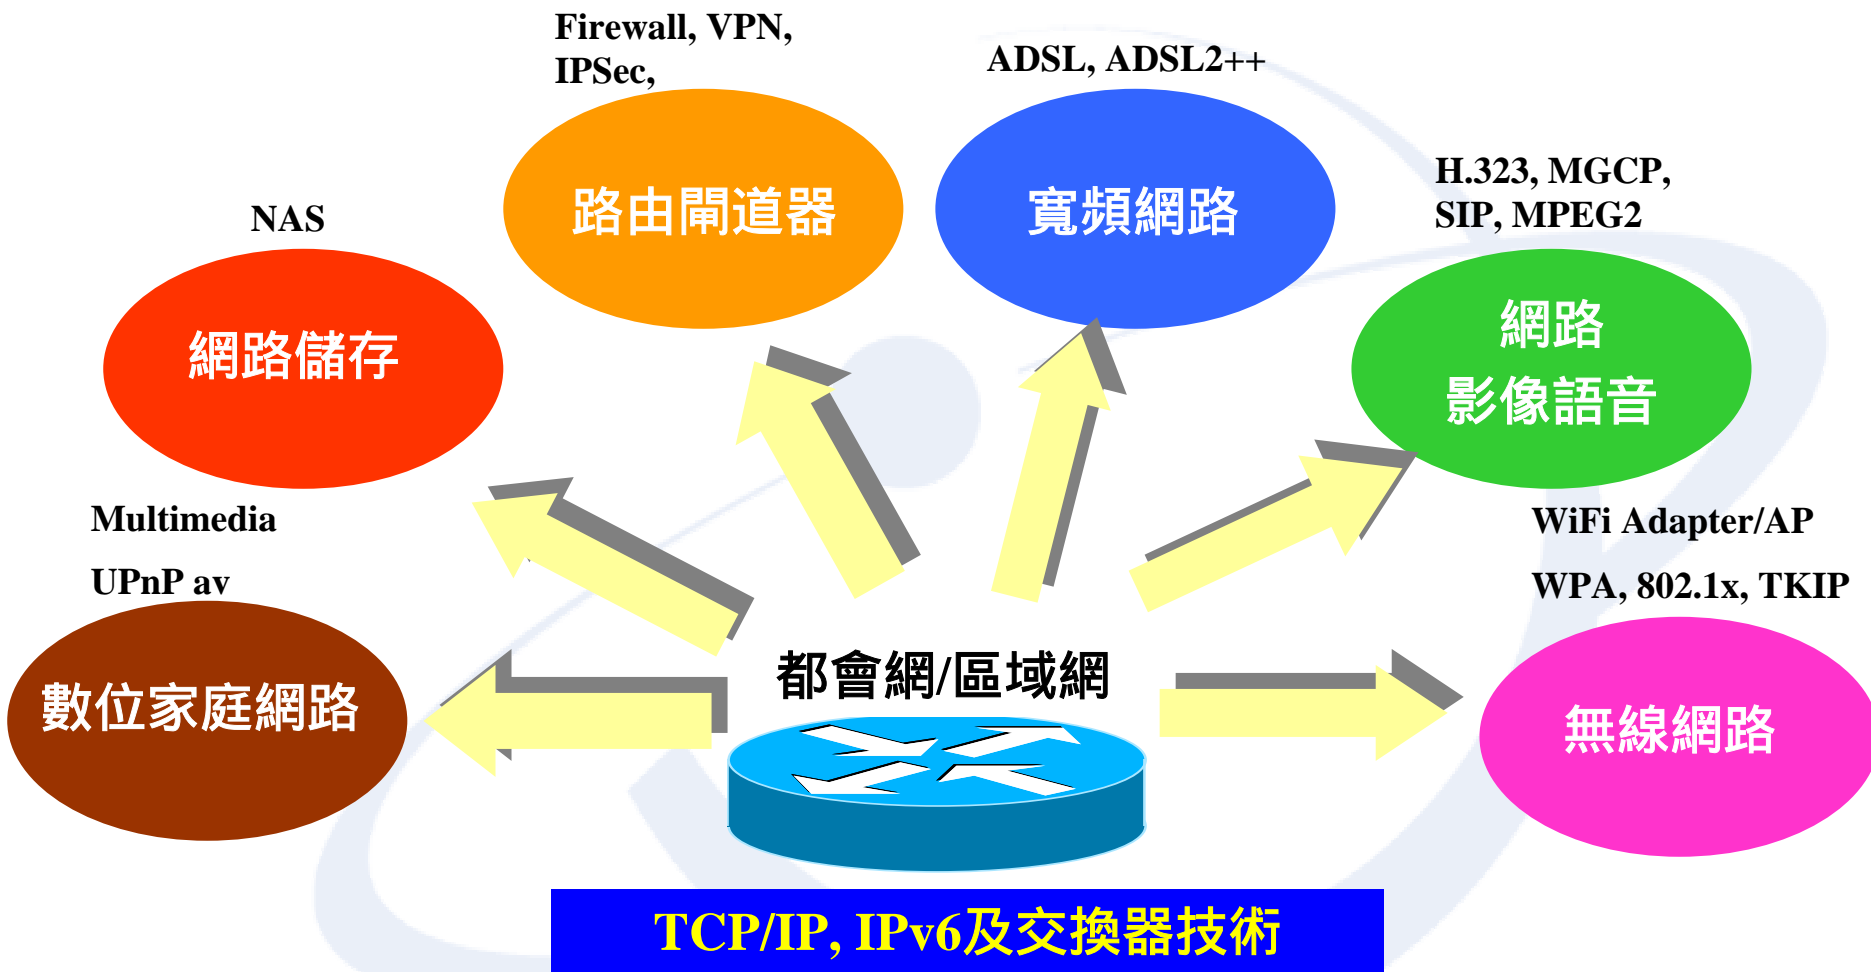 Firewall, VPN,
IPSec,
ADSL, ADSL2++
H.323, MGCP,
SIP, MPEG2
NAS
路由閘道器
寬頻網路
網路儲存
網路
影像語音
Multimedia
UPnP av
WiFi Adapter/AP
WPA, 802.1x, TKIP
數位家庭網路
都會網/區域網
無線網路
TCP/IP, IPv6及交換器技術